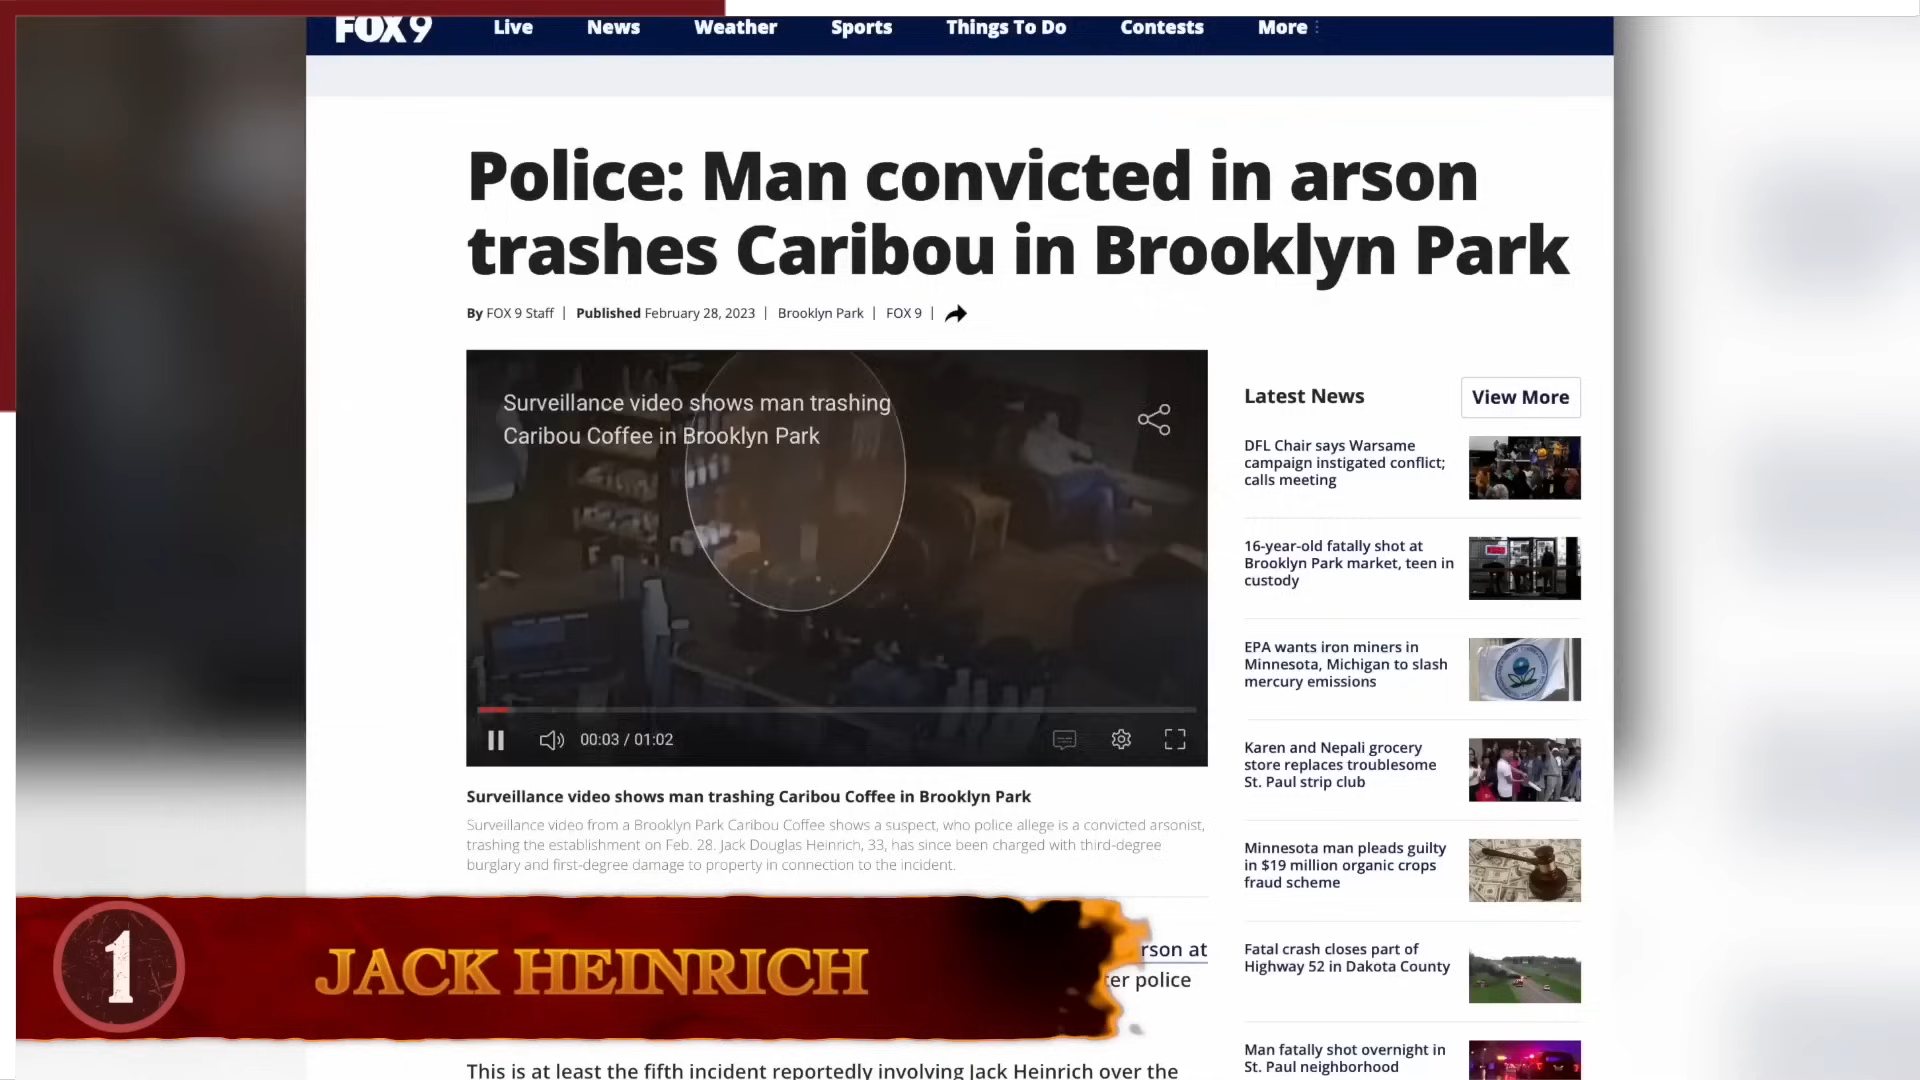 FOX 9
Live News Weather Sports Things To Do Contests More
Police: Man convicted in arson
trashes Caribou in Brooklyn Park
By FOX 9 Staff | Published February 28, 2023 | Brooklyn Park | FOX 9 |
Surveillance video shows man trashing
Caribou Coffee in Brooklyn Park
00:03 / 01:02
Surveillance video shows man trashing Caribou Coffee in Brooklyn Park
Surveillance video from a Brooklyn Park Caribou Coffee shows a suspect, who police allege is a convicted arsonist,
trashing the establishment on Feb. 28. Jack Douglas Heinrich, 33, has since been charged with third-degree
burglary and first-degree damage to property in connection to the incident.
1
JACK HEINRICH
rson at
er police
This is at least the fifth incident reportedly involving Jack Heinrich over the
Latest News
View More
DFL Chair says Warsame
campaign instigated conflict;
calls meeting
16-year-old fatally shot at
Brooklyn Park market, teen in
custody
EPA wants iron miners in
Minnesota, Michigan to slash
mercury emissions
Karen and Nepali grocery
store replaces troublesome
St. Paul strip club
Minnesota man pleads guilty
in $19 million organic crops
fraud scheme
Fatal crash closes part of
Highway 52 in Dakota County
Man fatally shot overnight in
St. Paul neighborhood